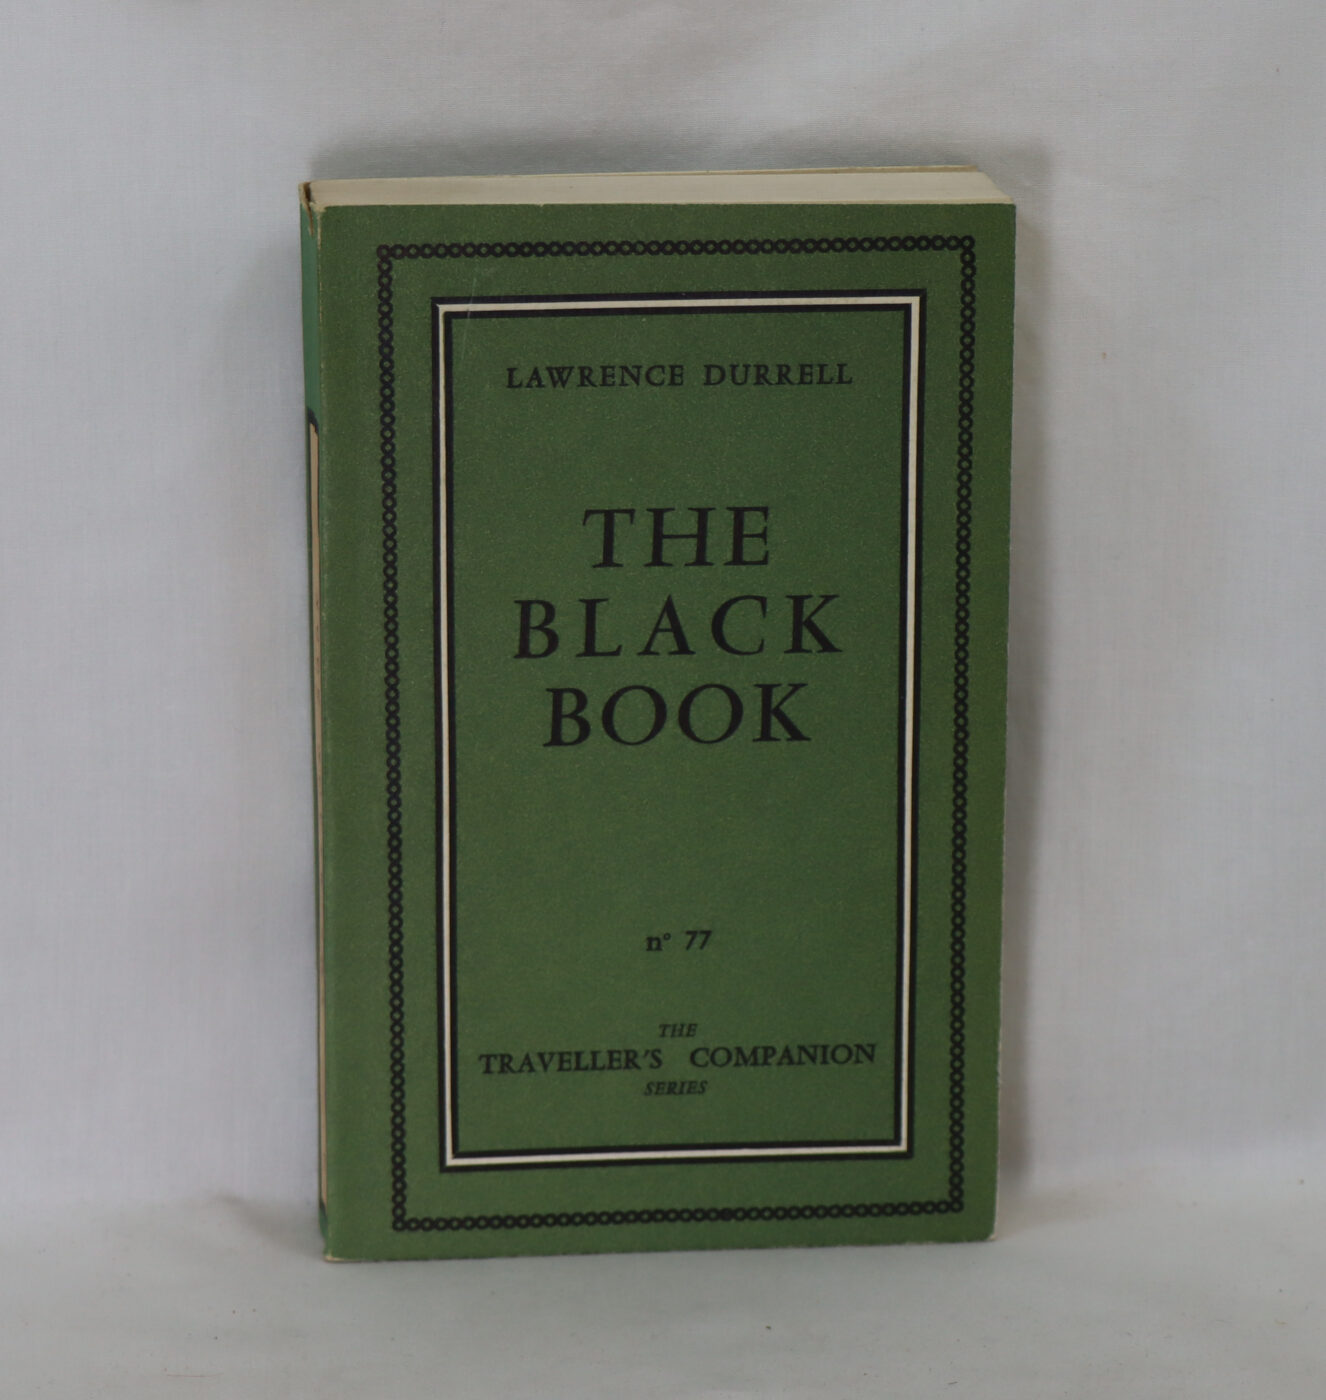 LAWRENCE DURRELL
THE
BLACK
BOOK
n° 77
THE
TRAVELLER'S COMPANION
SERIES